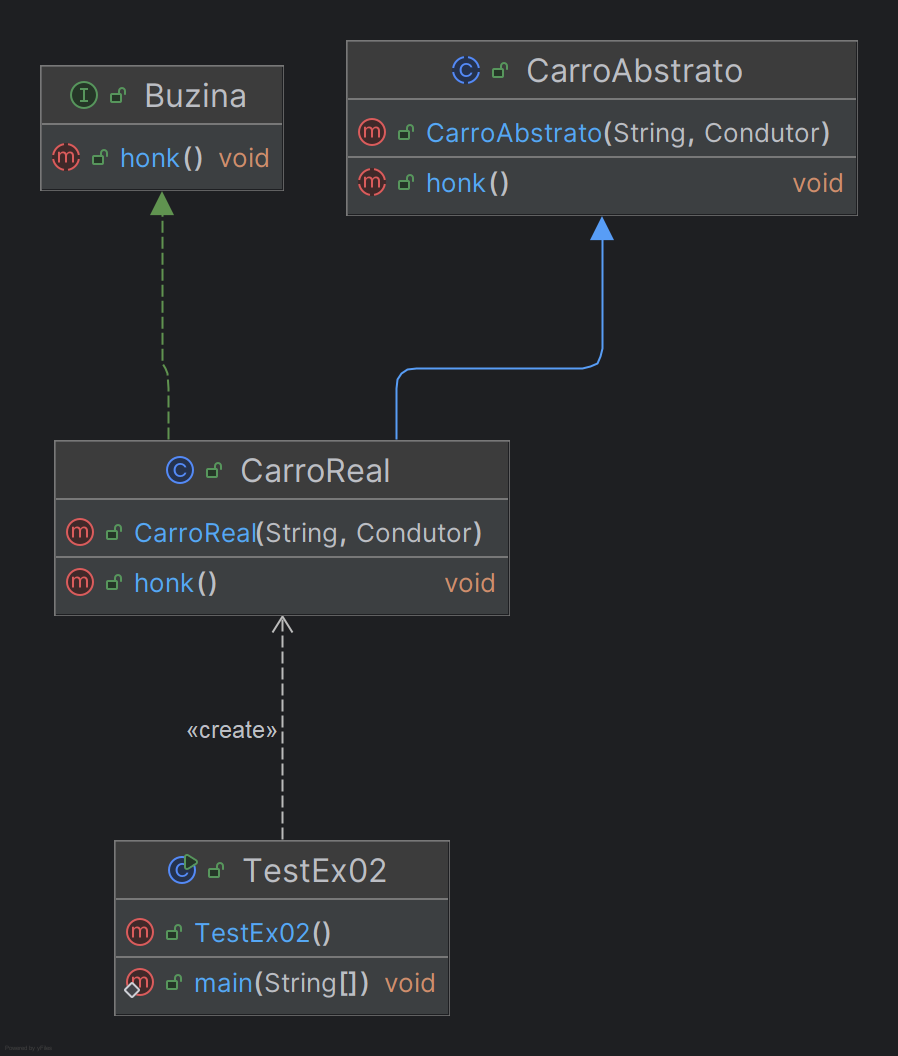 Buzina
honk() void
CarroAbstrato
CarroAbstrato(String, Condutor)
honk() void
CarroReal
CarroReal(String, Condutor)
honk() void
«create»
TestEx02
TestEx02()
main(String[]) void
Powered by yFiles